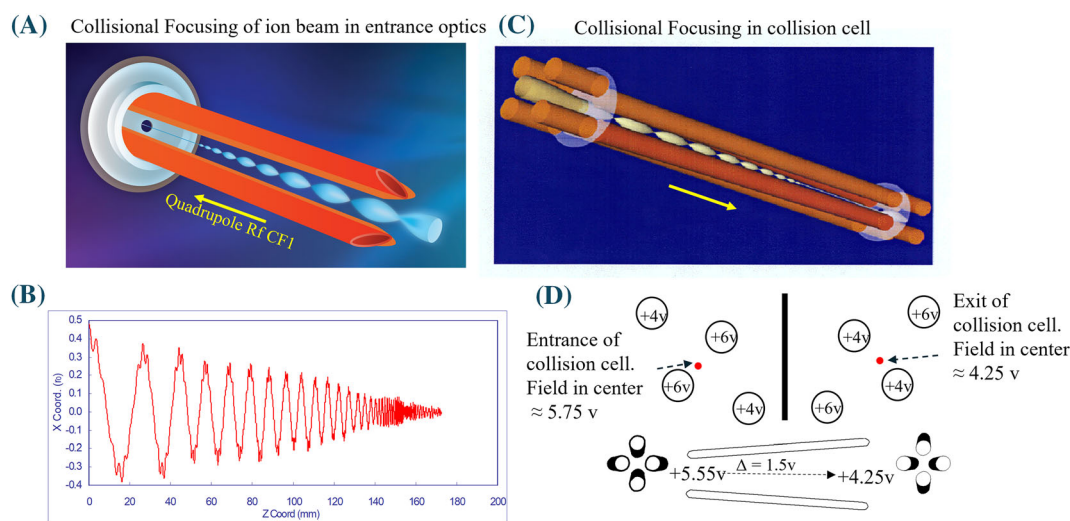 (A)
Collisional Focusing of ion beam in entrance optics
Quadrupole Rf CF1
(B)
X Coord. (r₀)
0.5
0.4
0.3
0.2
0.1
0.0
-0.1
-0.2
-0.3
-0.4
0 20 40 60 80 100 120 140 160 180 200
Z Coord (mm)
(C)
Collisional Focusing in collision cell
(D)
Entrance of
collision cell.
Field in center
≈ 5.75 v
+4v
+6v
+6v
+4v
+4v
+6v
+4v
+6v
Exit of
collision cell.
Field in center
≈ 4.25 v
+5.55v
Δ = 1.5v
+4.25v